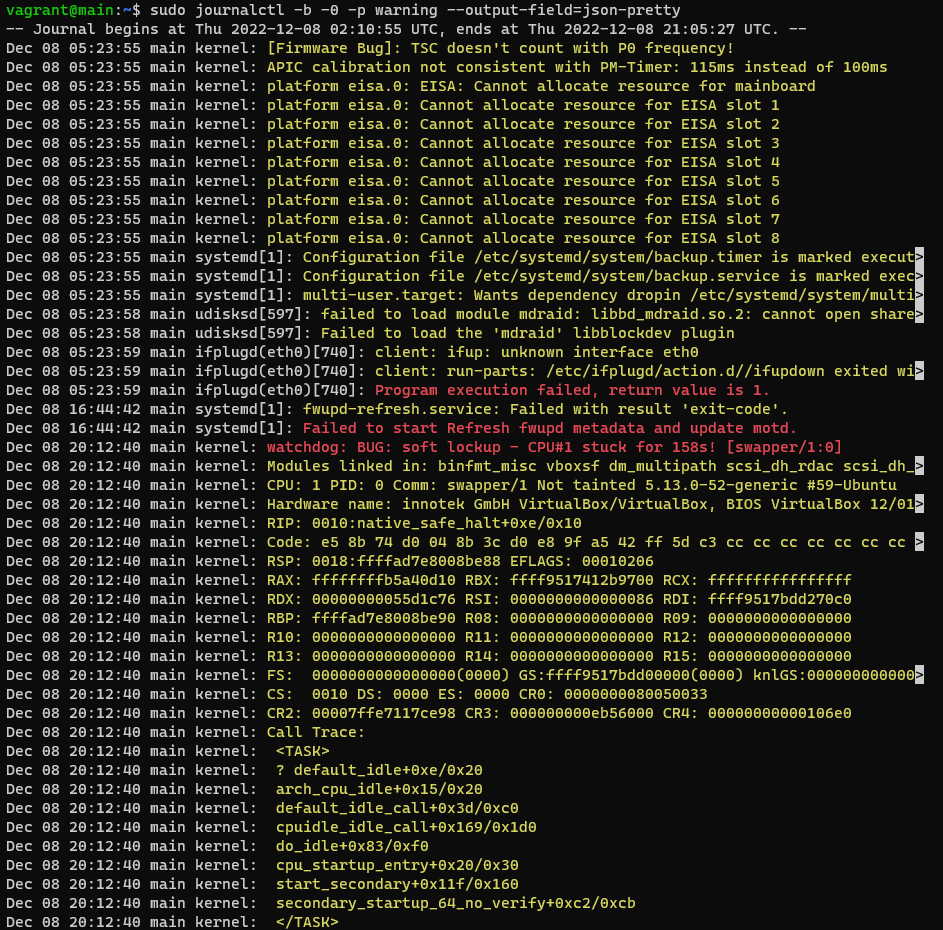 vagrant@main:~$ sudo journalctl -b -0 -p warning --output-field=json-pretty
-- Journal begins at Thu 2022-12-08 02:10:55 UTC, ends at Thu 2022-12-08 21:05:27 UTC. --
Dec 08 05:23:55 main kernel: [Firmware Bug]: TSC doesn't count with P0 frequency!
Dec 08 05:23:55 main kernel: APIC calibration not consistent with PM-Timer: 115ms instead of 100ms
Dec 08 05:23:55 main kernel: platform eisa.0: EISA: Cannot allocate resource for mainboard
Dec 08 05:23:55 main kernel: platform eisa.0: Cannot allocate resource for EISA slot 1
Dec 08 05:23:55 main kernel: platform eisa.0: Cannot allocate resource for EISA slot 2
Dec 08 05:23:55 main kernel: platform eisa.0: Cannot allocate resource for EISA slot 3
Dec 08 05:23:55 main kernel: platform eisa.0: Cannot allocate resource for EISA slot 4
Dec 08 05:23:55 main kernel: platform eisa.0: Cannot allocate resource for EISA slot 5
Dec 08 05:23:55 main kernel: platform eisa.0: Cannot allocate resource for EISA slot 6
Dec 08 05:23:55 main kernel: platform eisa.0: Cannot allocate resource for EISA slot 7
Dec 08 05:23:55 main kernel: platform eisa.0: Cannot allocate resource for EISA slot 8
Dec 08 05:23:55 main systemd[1]: Configuration file /etc/systemd/system/backup.timer is marked execut>
Dec 08 05:23:55 main systemd[1]: Configuration file /etc/systemd/system/backup.service is marked exec>
Dec 08 05:23:55 main systemd[1]: multi-user.target: Wants dependency dropin /etc/systemd/system/multi>
Dec 08 05:23:58 main udisksd[597]: failed to load module mdraid: libbd_mdraid.so.2: cannot open share>
Dec 08 05:23:58 main udisksd[597]: Failed to load the 'mdraid' libblockdev plugin
Dec 08 05:23:59 main ifplugd(eth0)[740]: client: ifup: unknown interface eth0
Dec 08 05:23:59 main ifplugd(eth0)[740]: client: run-parts: /etc/ifplugd/action.d//ifupdown exited wi>
Dec 08 05:23:59 main ifplugd(eth0)[740]: Program execution failed, return value is 1.
Dec 08 16:44:42 main systemd[1]: fwupd-refresh.service: Failed with result 'exit-code'.
Dec 08 16:44:42 main systemd[1]: Failed to start Refresh fwupd metadata and update motd.
Dec 08 20:12:40 main kernel: watchdog: BUG: soft lockup - CPU#1 stuck for 158s! [swapper/1:0]
Dec 08 20:12:40 main kernel: Modules linked in: binfmt_misc vboxsf dm_multipath scsi_dh_rdac scsi_dh_>
Dec 08 20:12:40 main kernel: CPU: 1 PID: 0 Comm: swapper/1 Not tainted 5.13.0-52-generic #59-Ubuntu
Dec 08 20:12:40 main kernel: Hardware name: innotek GmbH VirtualBox/VirtualBox, BIOS VirtualBox 12/01>
Dec 08 20:12:40 main kernel: RIP: 0010:native_safe_halt+0xe/0x10
Dec 08 20:12:40 main kernel: Code: e5 8b 74 d0 04 8b 3c d0 e8 9f a5 42 ff 5d c3 cc cc cc cc cc cc cc >
Dec 08 20:12:40 main kernel: RSP: 0018:ffffad7e8008be88 EFLAGS: 00010206
Dec 08 20:12:40 main kernel: RAX: ffffffffb5a40d10 RBX: ffff9517412b9700 RCX: ffffffffffffffff
Dec 08 20:12:40 main kernel: RDX: 00000000055d1c76 RSI: 0000000000000086 RDI: ffff9517bdd270c0
Dec 08 20:12:40 main kernel: RBP: ffffad7e8008be90 R08: 0000000000000000 R09: 0000000000000000
Dec 08 20:12:40 main kernel: R10: 0000000000000000 R11: 0000000000000000 R12: 0000000000000000
Dec 08 20:12:40 main kernel: R13: 0000000000000000 R14: 0000000000000000 R15: 0000000000000000
Dec 08 20:12:40 main kernel: FS:  0000000000000000(0000) GS:ffff9517bdd00000(0000) knlGS:000000000000>
Dec 08 20:12:40 main kernel: CS:  0010 DS: 0000 ES: 0000 CR0: 0000000080050033
Dec 08 20:12:40 main kernel: CR2: 00007ffe7117ce98 CR3: 000000000eb56000 CR4: 00000000000106e0
Dec 08 20:12:40 main kernel: Call Trace:
Dec 08 20:12:40 main kernel:  <TASK>
Dec 08 20:12:40 main kernel:  ? default_idle+0xe/0x20
Dec 08 20:12:40 main kernel:  arch_cpu_idle+0x15/0x20
Dec 08 20:12:40 main kernel:  default_idle_call+0x3d/0xc0
Dec 08 20:12:40 main kernel:  cpuidle_idle_call+0x169/0x1d0
Dec 08 20:12:40 main kernel:  do_idle+0x83/0xf0
Dec 08 20:12:40 main kernel:  cpu_startup_entry+0x20/0x30
Dec 08 20:12:40 main kernel:  start_secondary+0x11f/0x160
Dec 08 20:12:40 main kernel:  secondary_startup_64_no_verify+0xc2/0xcb
Dec 08 20:12:40 main kernel:  </TASK>